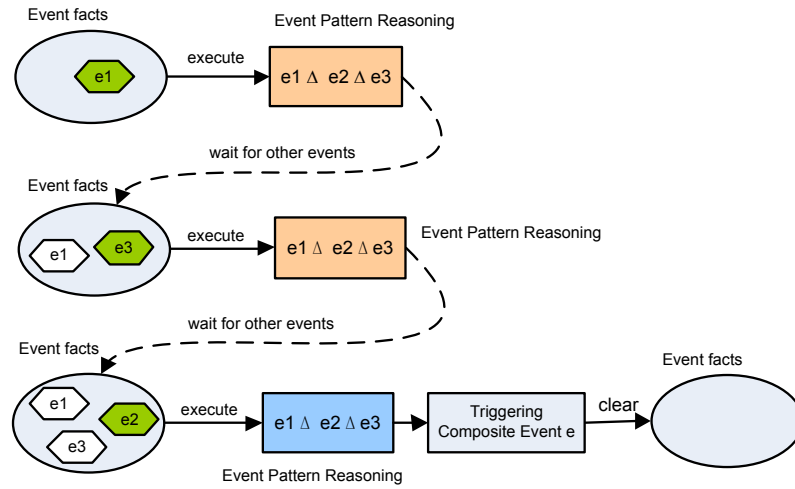 Event facts
Event Pattern Reasoning
e1
execute
e1 Δ e2 Δ e3
wait for other events
Event facts
e1
e3
execute
e1 Δ e2 Δ e3
Event Pattern Reasoning
wait for other events
Event facts
Event facts
e1
e2
e3
execute
e1 Δ e2 Δ e3
Triggering
Composite Event e
clear
Event Pattern Reasoning